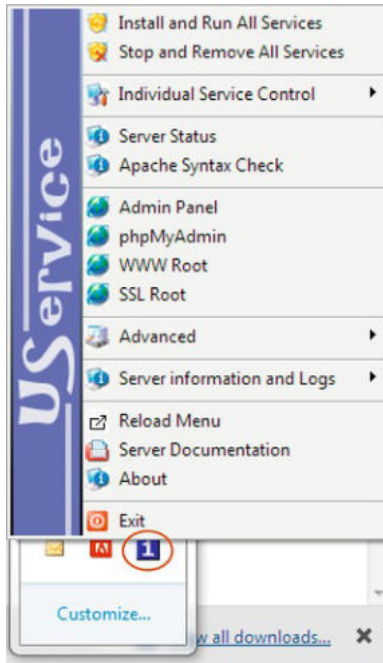 UService
Install and Run All Services
Stop and Remove All Services
Individual Service Control
Server Status
Apache Syntax Check
Admin Panel
phpMyAdmin
WWW Root
SSL Root
Advanced
Server information and Logs
Reload Menu
Server Documentation
About
Exit
1
Customize...
all downloads...